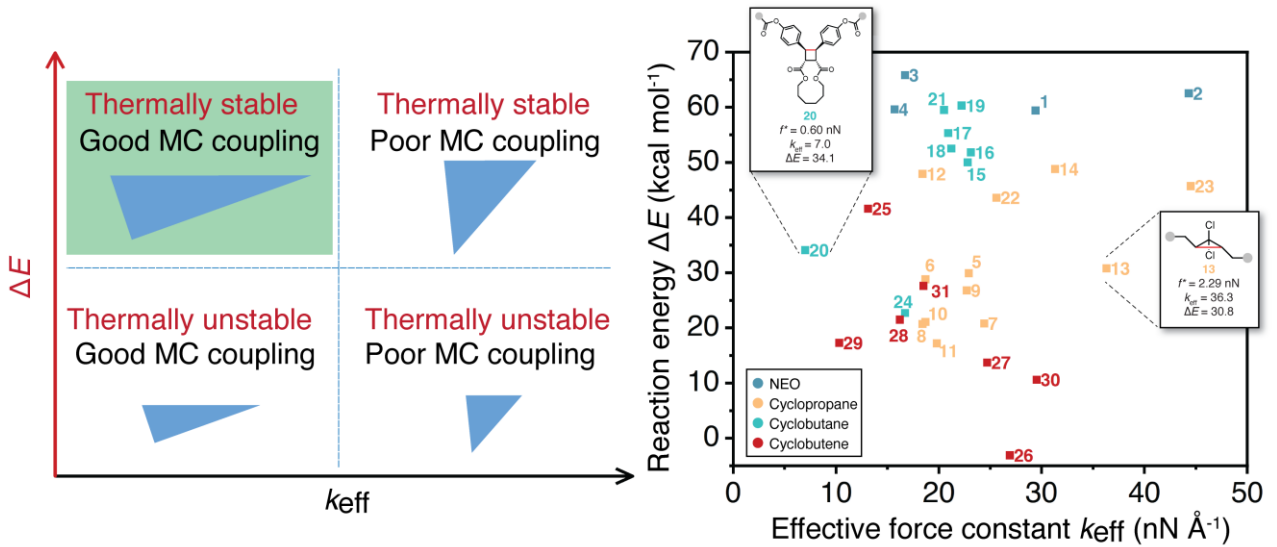 Thermally stable
Good MC coupling
Thermally stable
Poor MC coupling
Thermally unstable
Good MC coupling
Thermally unstable
Poor MC coupling
ΔE
keff
Reaction energy ΔE (kcal mol-1)
70
60
50
40
30
20
10
0
0
10
20
30
40
50
Effective force constant keff (nN Å-1)
O
O
O
O
O
O
O
O
20
f* = 0.60 nN
keff = 7.0
ΔE = 34.1
Cl
Cl
13
f* = 2.29 nN
keff = 36.3
ΔE = 30.8
3
4
1
2
21
19
17
18
16
15
12
14
22
23
25
20
13
6
5
31
9
24
10
28
8
7
11
29
27
30
26
NEO
Cyclopropane
Cyclobutane
Cyclobutene